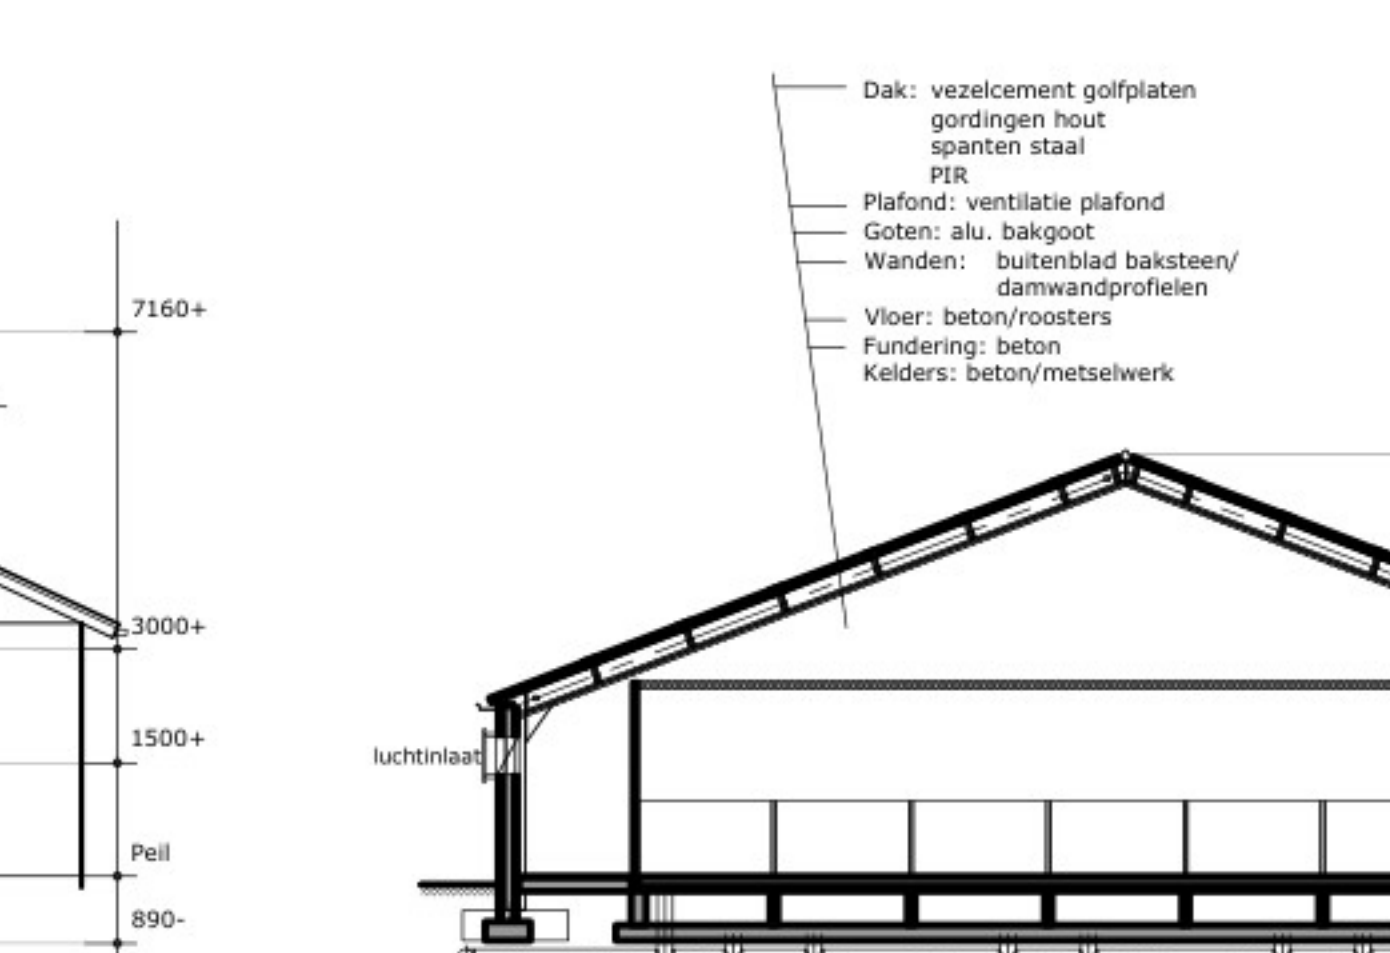 Dak: vezelcement golfplaten
gordingen hout
spanten staal
PIR
Plafond: ventilatie plafond
Goten: alu. bakgoot
Wanden: buitenblad baksteen/
damwandprofielen
Vloer: beton/roosters
Fundering: beton
Kelders: beton/metselwerk
7160+
3000+
1500+
luchtinlaat
Peil
890-